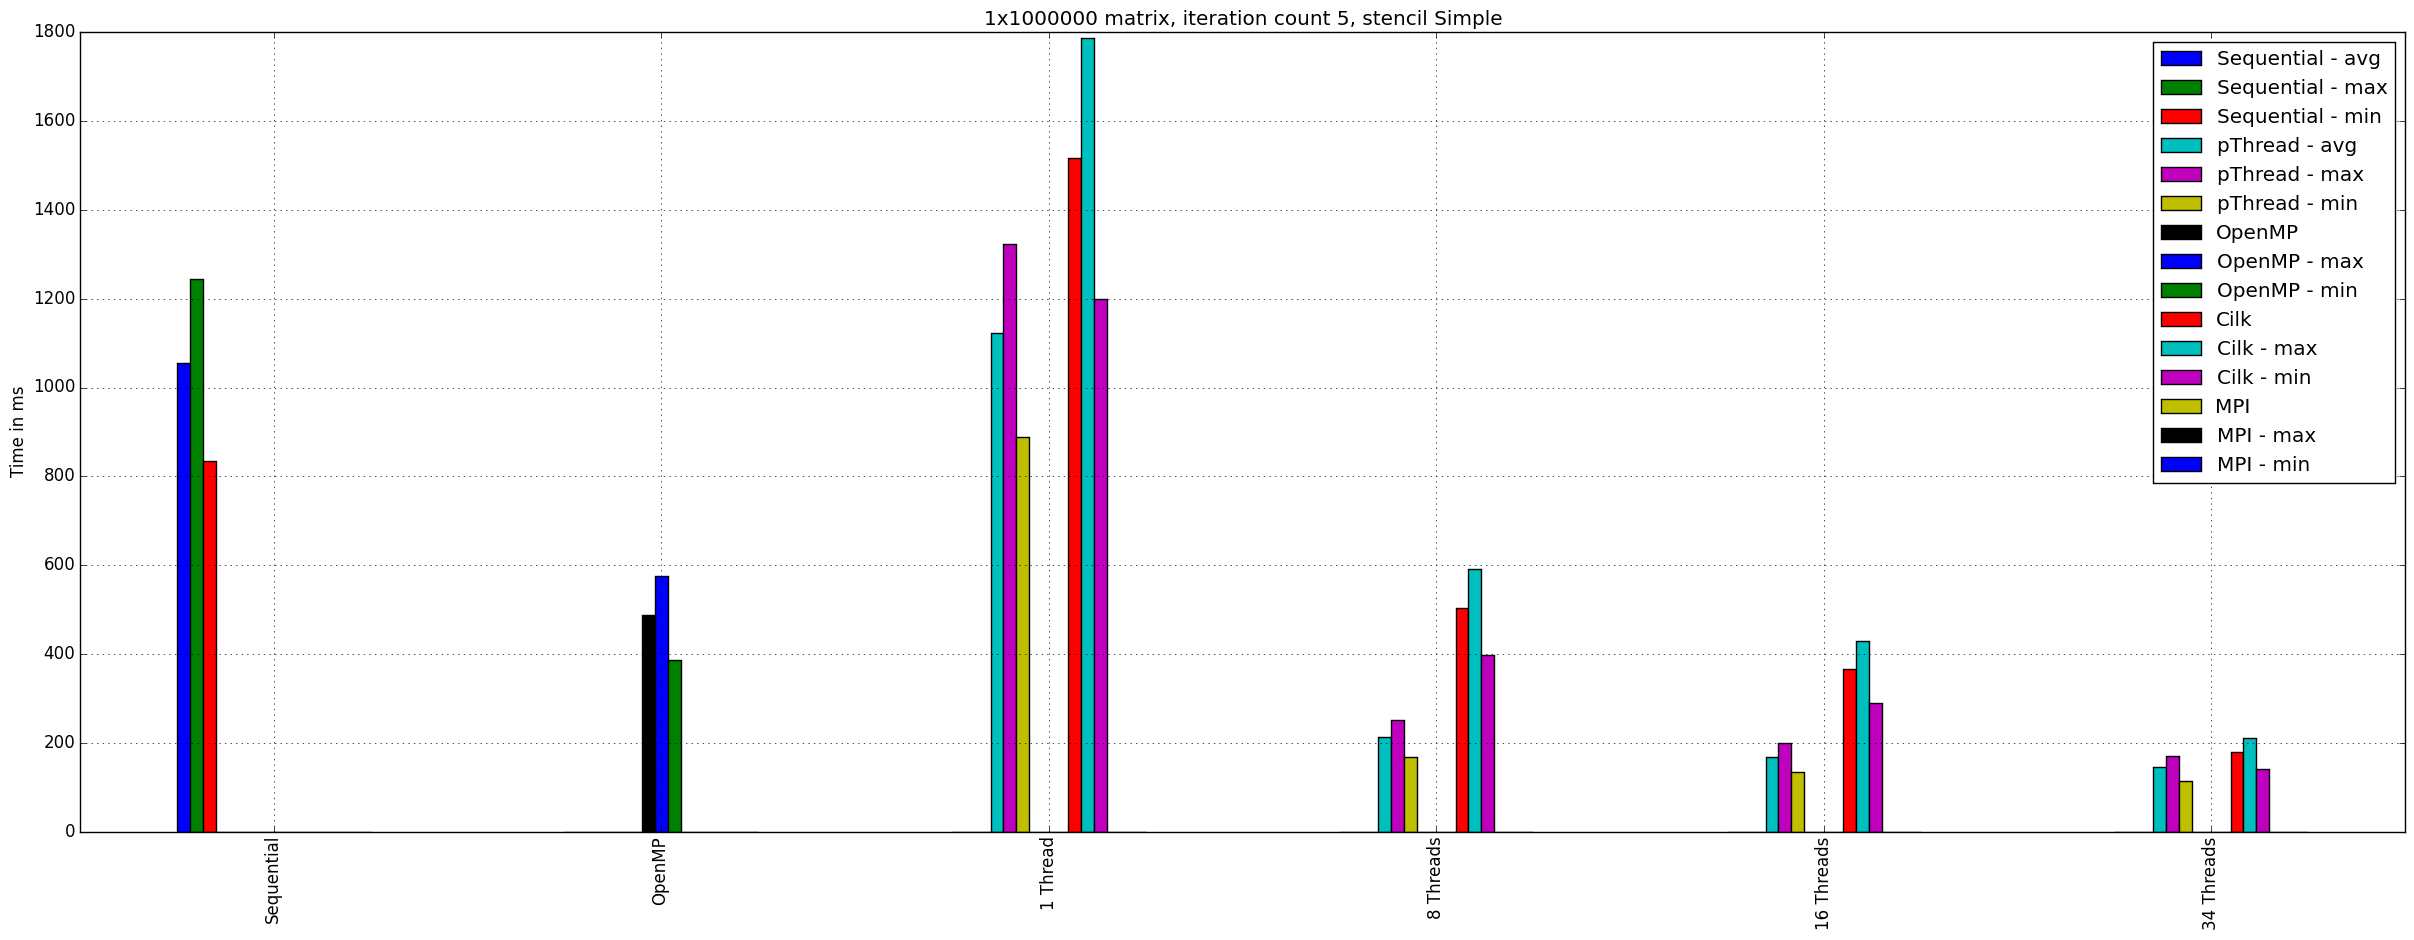 1x1000000 matrix, iteration count 5, stencil Simple
1800
1600
1400
1200
1000
800
600
400
200
0
Time in ms
Sequential - avg
Sequential - max
Sequential - min
pThread - avg
pThread - max
pThread - min
OpenMP
OpenMP - max
OpenMP - min
Cilk
Cilk - max
Cilk - min
MPI
MPI - max
MPI - min
Sequential
OpenMP
1 Thread
8 Threads
16 Threads
34 Threads